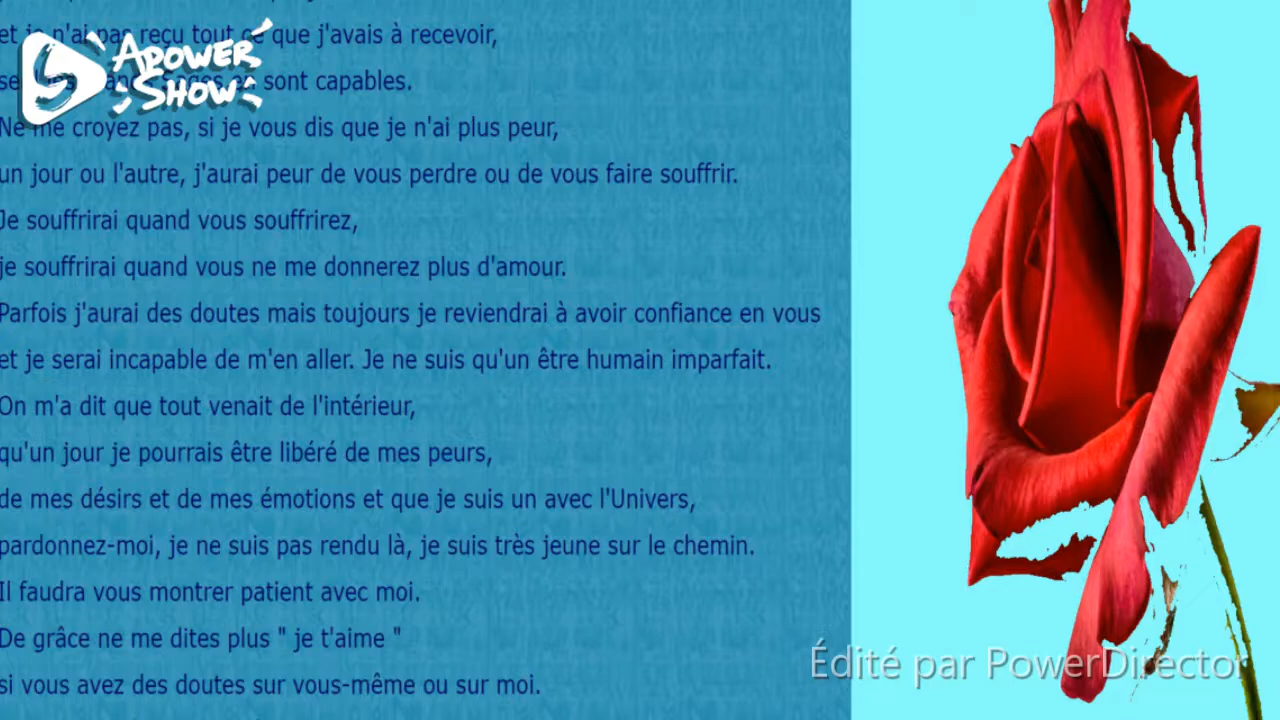 et je n'ai pas reçu tout ce que j'avais à recevoir,
sont capables.
Ne me croyez pas, si je vous dis que je n'ai plus peur,
un jour ou l'autre, j'aurai peur de vous perdre ou de vous faire souffrir.
Je souffrirai quand vous souffrirez,
je souffrirai quand vous ne me donnerez plus d'amour.
Parfois j'aurai des doutes mais toujours je reviendrai à avoir confiance en vous
et je serai incapable de m'en aller. Je ne suis qu'un être humain imparfait.
On m'a dit que tout venait de l'intérieur,
qu'un jour je pourrais être libéré de mes peurs,
de mes désirs et de mes émotions et que je suis un avec l'Univers,
pardonnez-moi, je ne suis pas rendu là, je suis très jeune sur le chemin.
Il faudra vous montrer patient avec moi.
De grâce ne me dites plus " je t'aime "
si vous avez des doutes sur vous-même ou sur moi.
APOWER
SHOW
Édité par PowerDirector